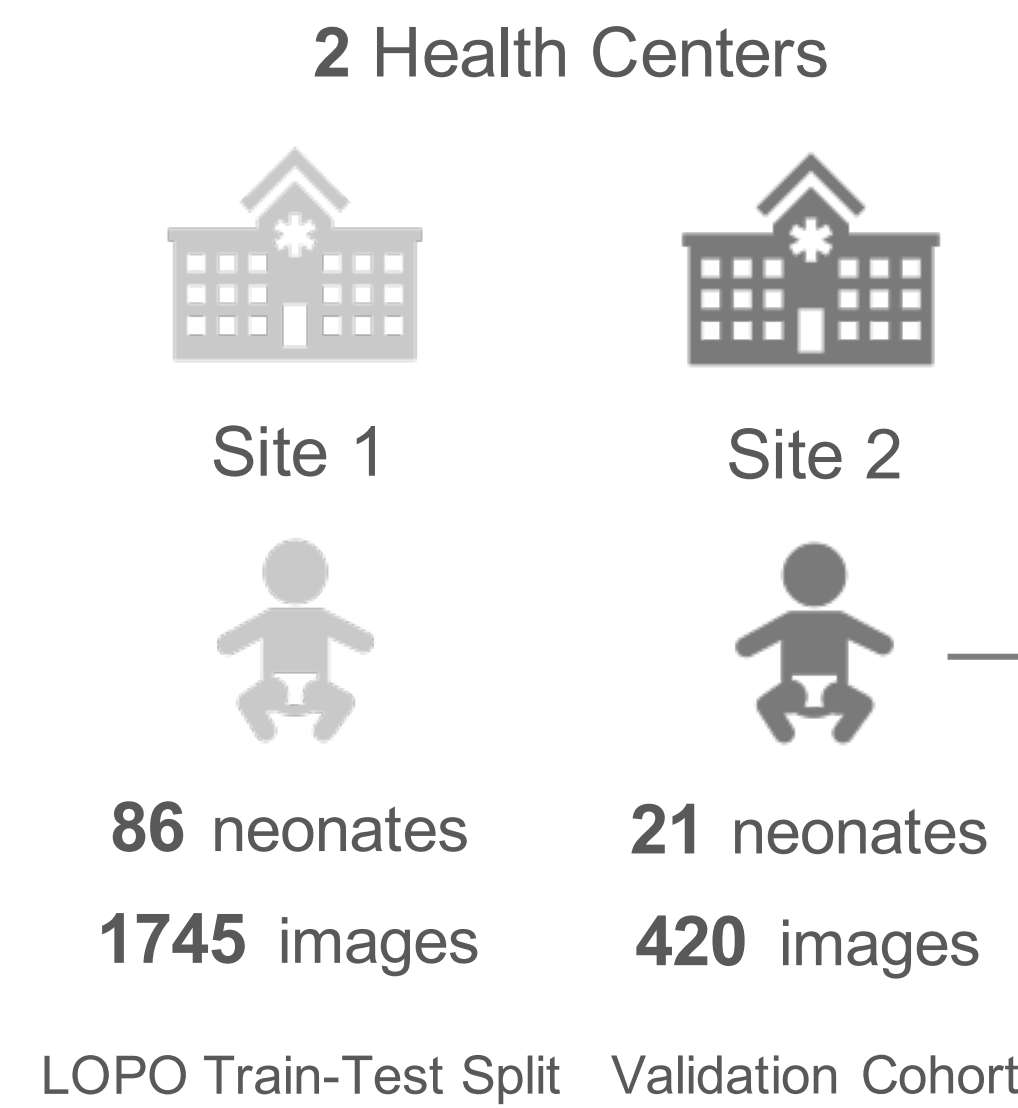 2 Health Centers
Site 1
Site 2
86 neonates
21 neonates
1745 images
420 images
LOPO Train-Test Split
Validation Cohort